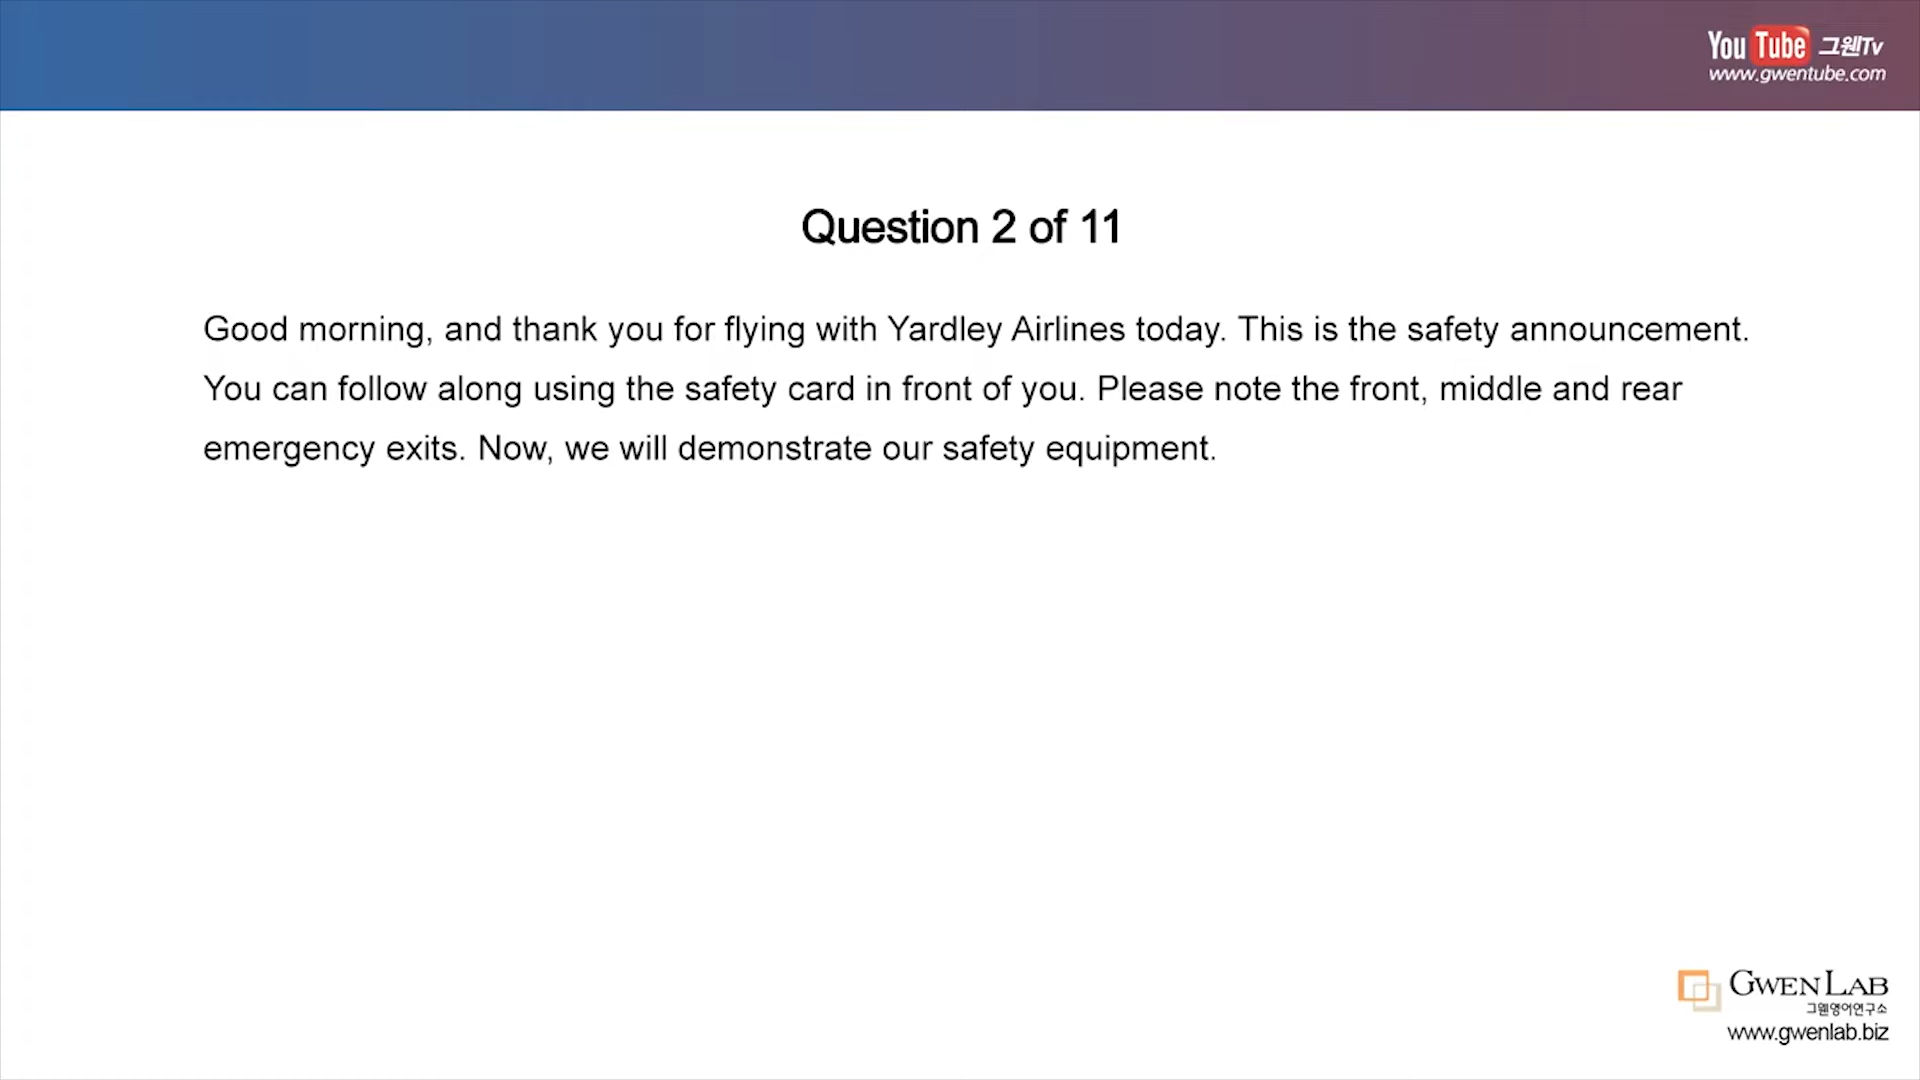 YouTube 그웬Tv
www.gwentube.com
Question 2 of 11
Good morning, and thank you for flying with Yardley Airlines today. This is the safety announcement.
You can follow along using the safety card in front of you. Please note the front, middle and rear
emergency exits. Now, we will demonstrate our safety equipment.
GWEN LAB
그웬영어연구소
www.gwenlab.biz